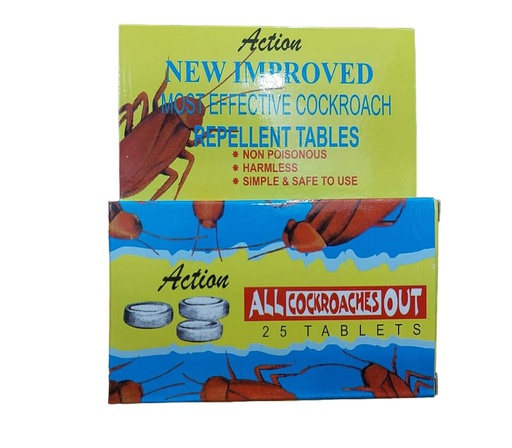 Action
NEW IMPROVED
MOST EFFECTIVE COCKROACH
REPELLENT TABLES
* NON POISONOUS
* HARMLESS
* SIMPLE & SAFE TO USE
Action
ALL COCKROACHES OUT
25 TABLETS